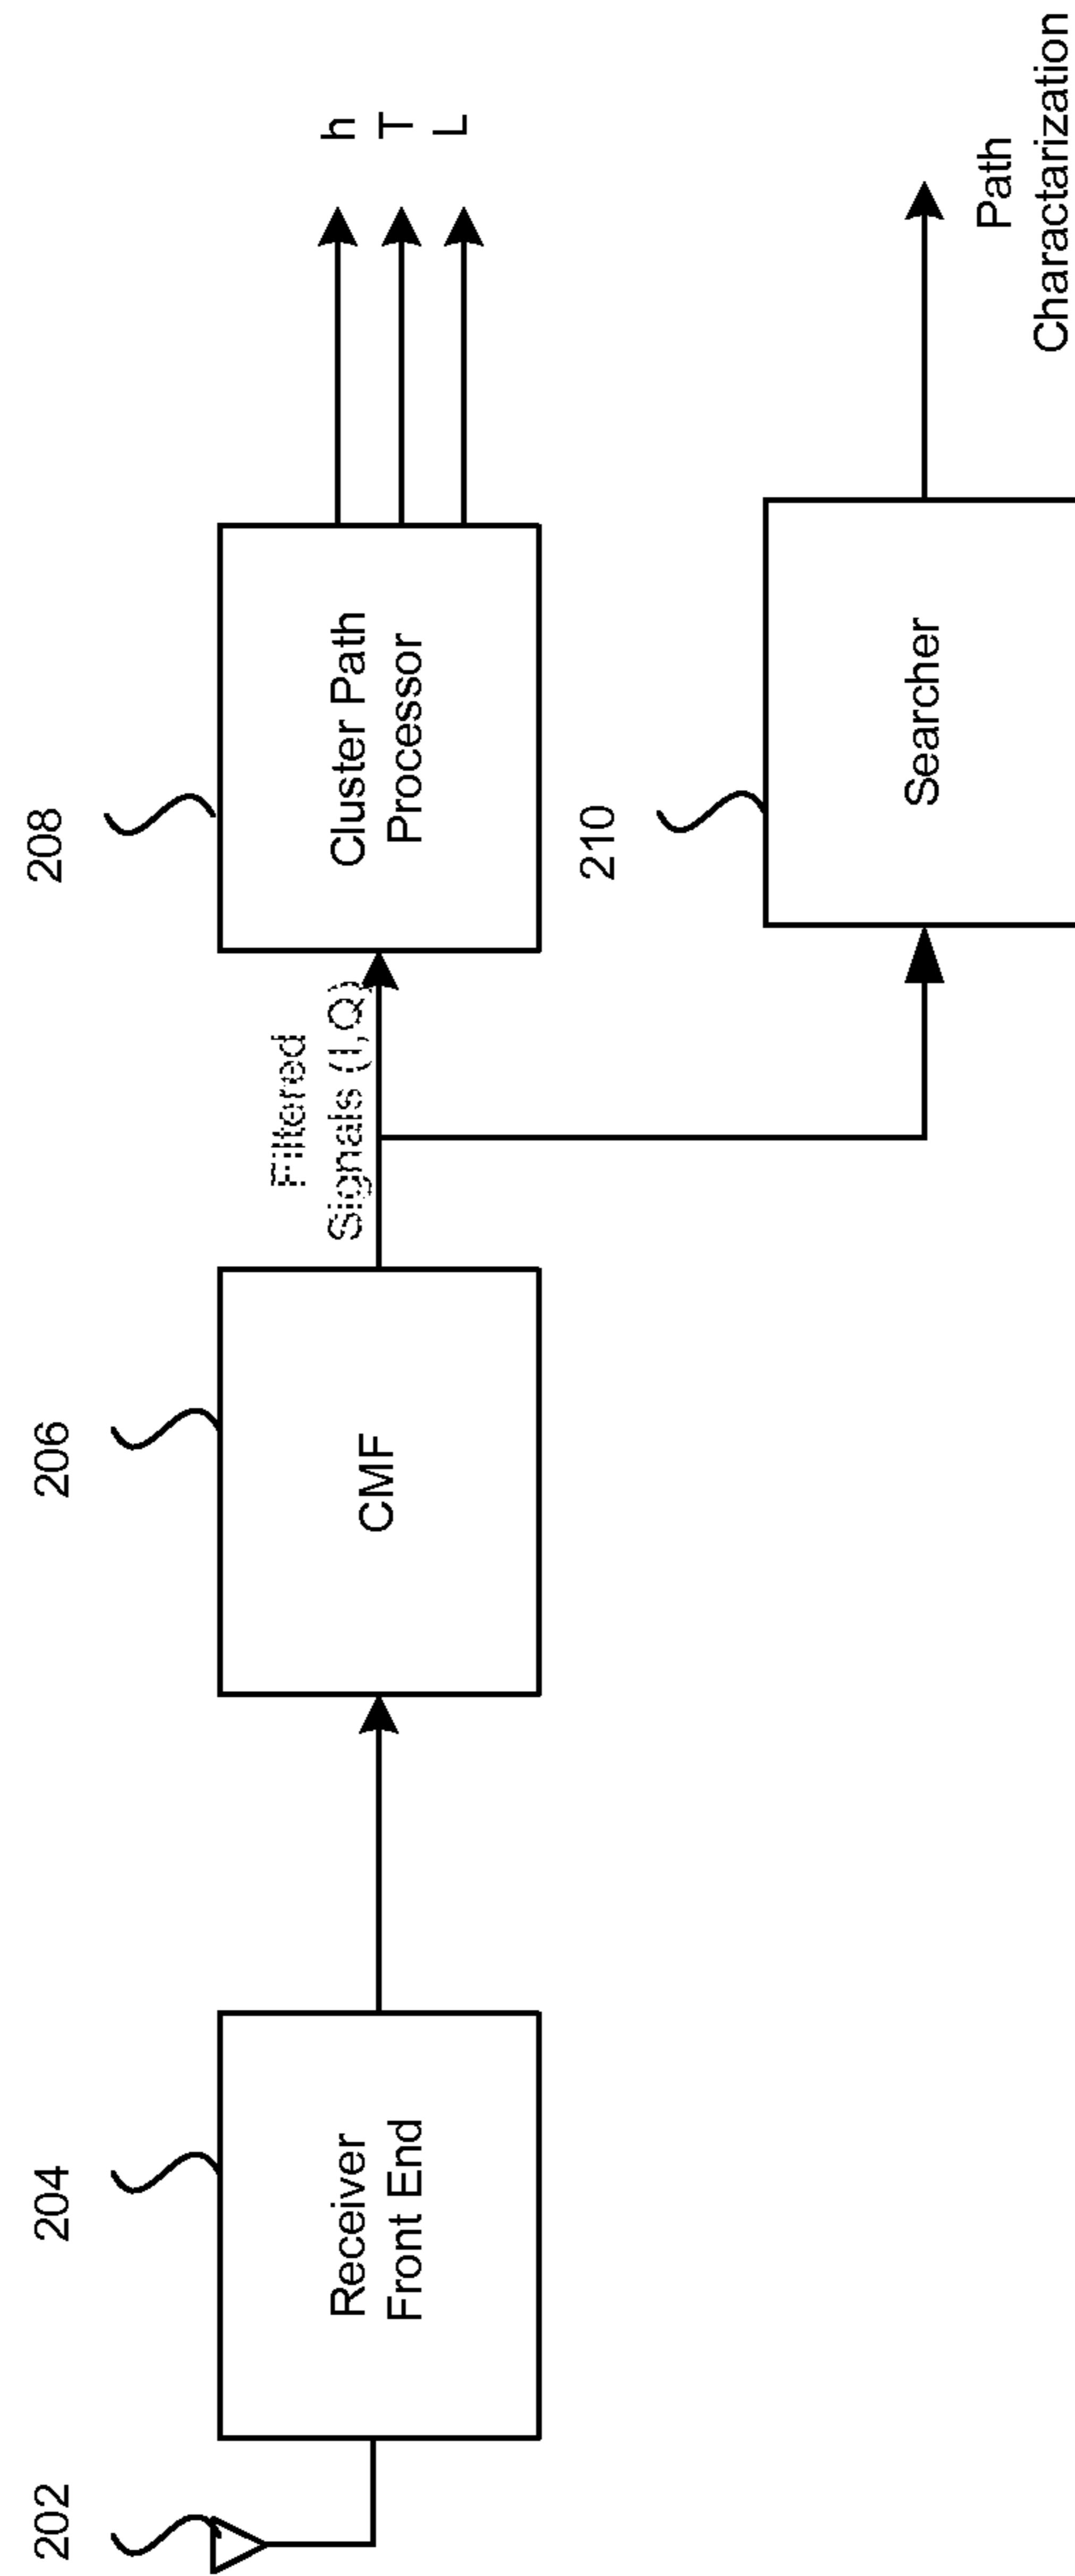 202
204
206
208
Receiver
Front End
CMF
Filtered
Signals (I,Q)
Cluster Path
Processor
h
T
L
210
Searcher
Path
Charactarization